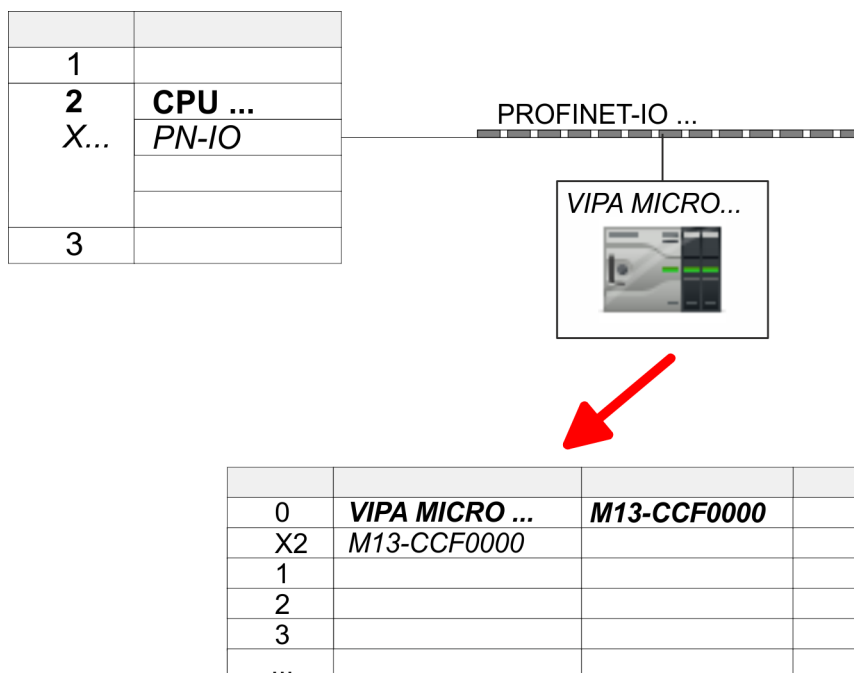 1
2 CPU ...
X... PN-IO
3
PROFINET-IO ...
VIPA MICRO...
0 VIPA MICRO ... M13-CCF0000
X2 M13-CCF0000
1
2
3
...